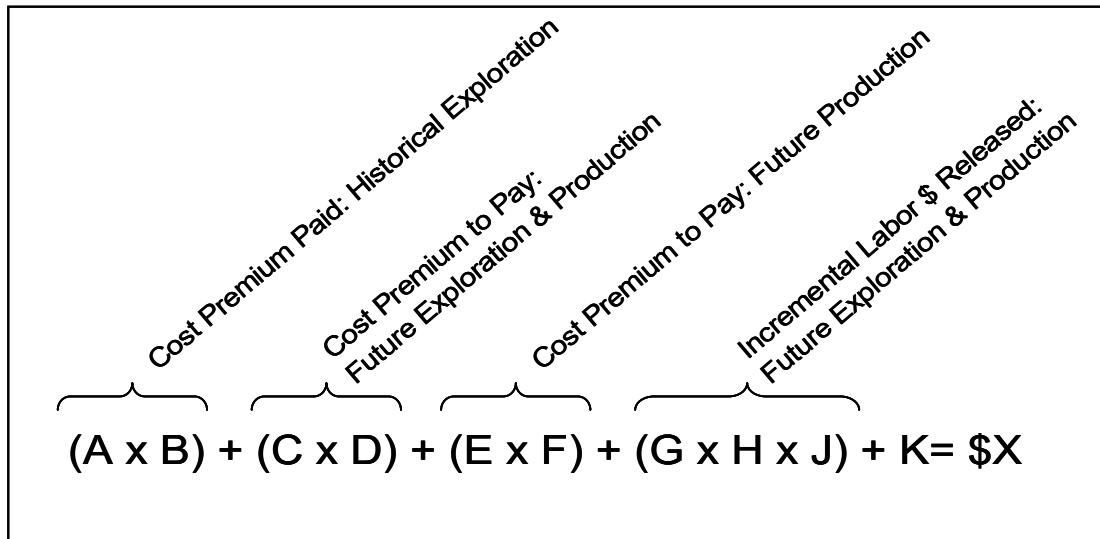 Cost Premium Paid: Historical Exploration
Cost Premium to Pay:
Future Exploration & Production
Cost Premium to Pay: Future Production
Incremental Labor $ Released:
Future Exploration & Production
(A x B) + (C x D) + (E x F) + (G x H x J) + K= $X